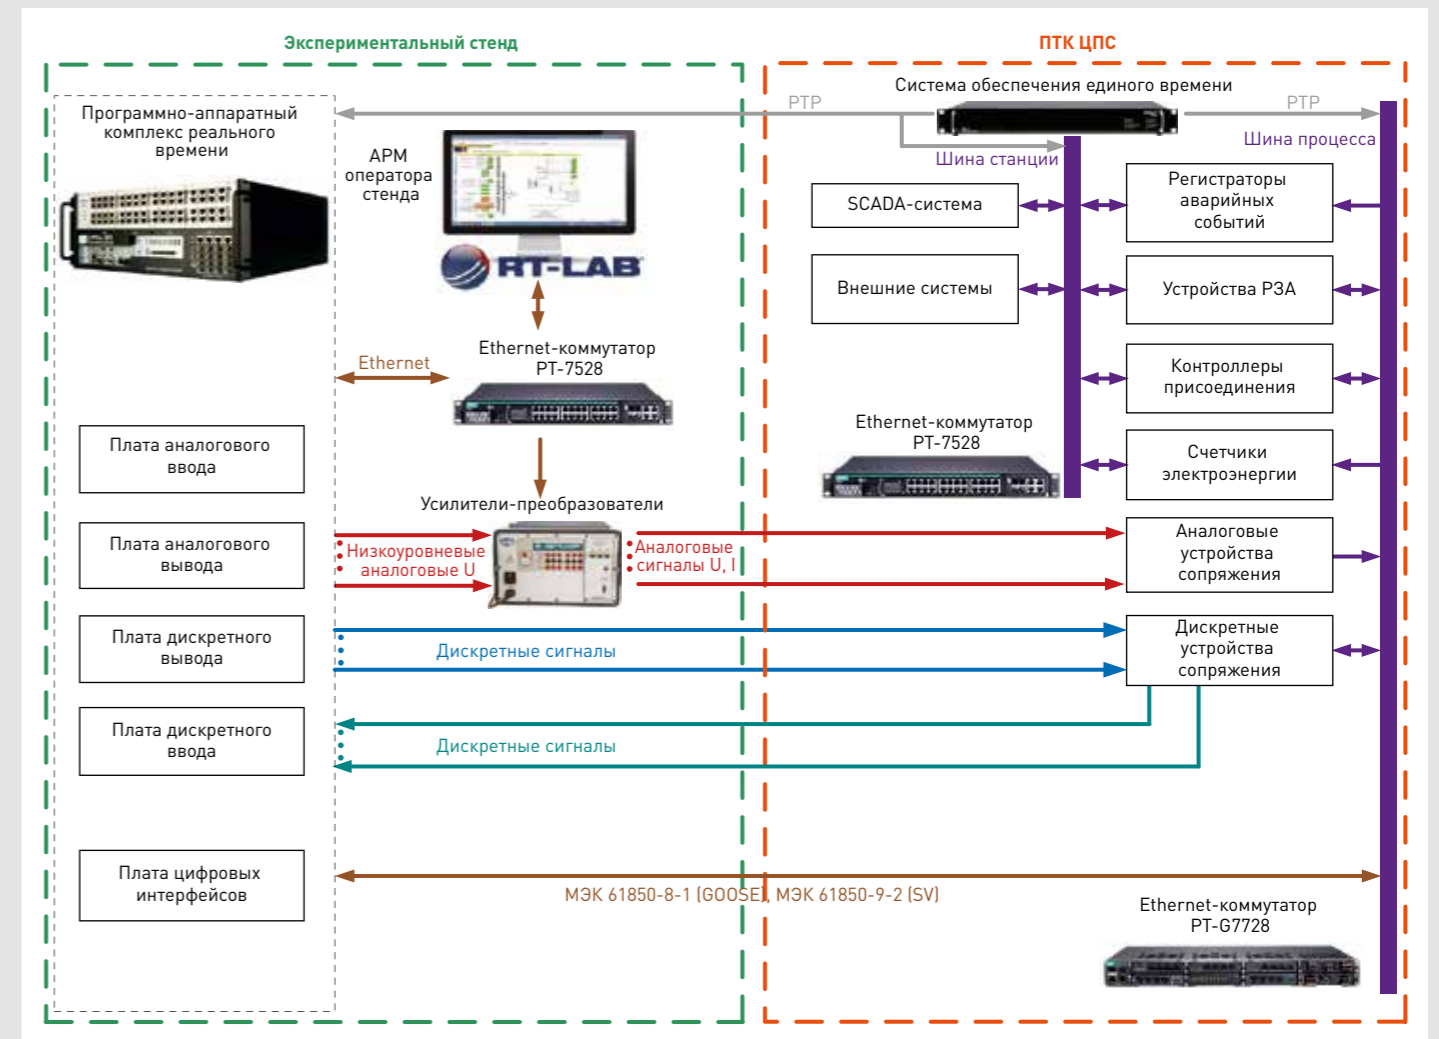 Экспериментальный стенд
ПТК ЦПС
Система обеспечения единого времени
PTP
PTP
Программно-аппаратный
комплекс реального
времени
АРМ
оператора
стенда
RT-LAB
Шина станции
Шина процесса
SCADA-система
Регистраторы
аварийных
событий
Внешние системы
Устройства РЗА
Ethernet-коммутатор
PT-7528
Ethernet
Контроллеры
присоединения
Ethernet-коммутатор
PT-7528
Счетчики
электроэнергии
Плата аналогового
ввода
Усилители-преобразователи
Плата аналогового
вывода
Низкоуровневые
аналоговые U
Аналоговые
сигналы U, I
Аналоговые
устройства
сопряжения
Плата дискретного
вывода
Дискретные сигналы
Дискретные
устройства
сопряжения
Плата дискретного
ввода
Дискретные сигналы
Плата цифровых
интерфейсов
МЭК 61850-8-1 (GOOSE), МЭК 61850-9-2 (SV)
Ethernet-коммутатор
PT-G7728